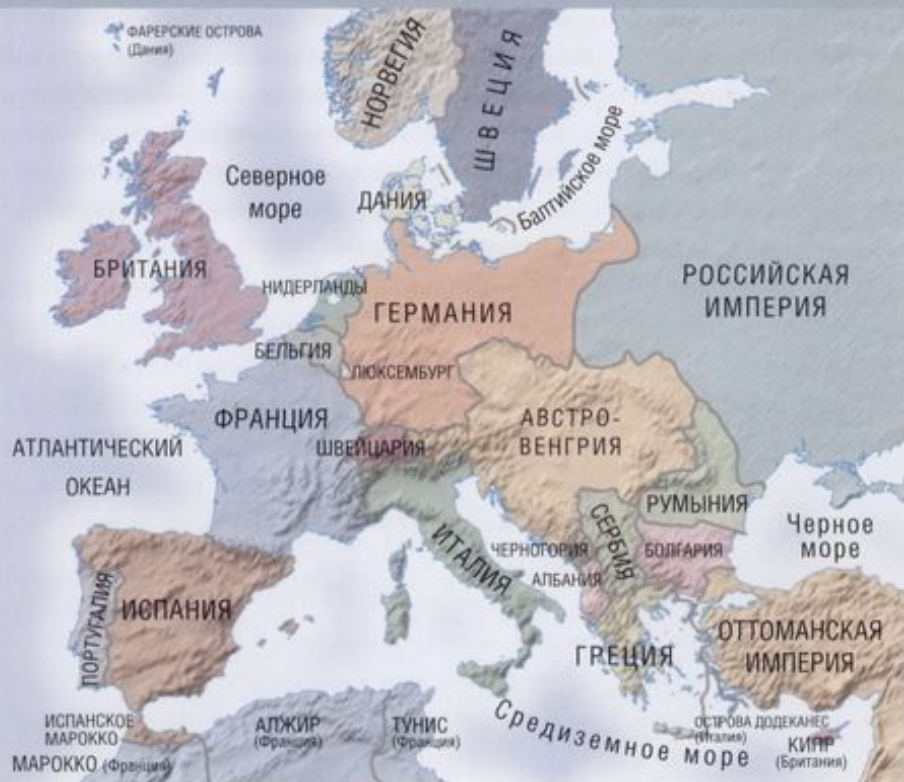 ФАРЕРСКИЕ ОСТРОВА
(Дания)
НОРВЕГИЯ
ШВЕЦИЯ
Балтийское море
Северное
море
ДАНИЯ
БРИТАНИЯ
НИДЕРЛАНДЫ
ГЕРМАНИЯ
РОССИЙСКАЯ
ИМПЕРИЯ
БЕЛЬГИЯ
ЛЮКСЕМБУРГ
ФРАНЦИЯ
АВСТРО-
ВЕНГРИЯ
ШВЕЙЦАРИЯ
АТЛАНТИЧЕСКИЙ
ОКЕАН
РУМЫНИЯ
СЕРБИЯ
Черное
море
ИТАЛИЯ
ЧЕРНОГОРИЯ
БОЛГАРИЯ
АЛБАНИЯ
ПОРТУГАЛИЯ
ИСПАНИЯ
ГРЕЦИЯ
ОТТОМАНСКАЯ
ИМПЕРИЯ
ИСПАНСКОЕ
МАРОККО
АЛЖИР
(Франция)
ТУНИС
(Франция)
Средиземное море
ОСТРОВА ДОДЕКАНЕС
(Италия)
КИПР
(Британия)
МАРОККО (Франция)